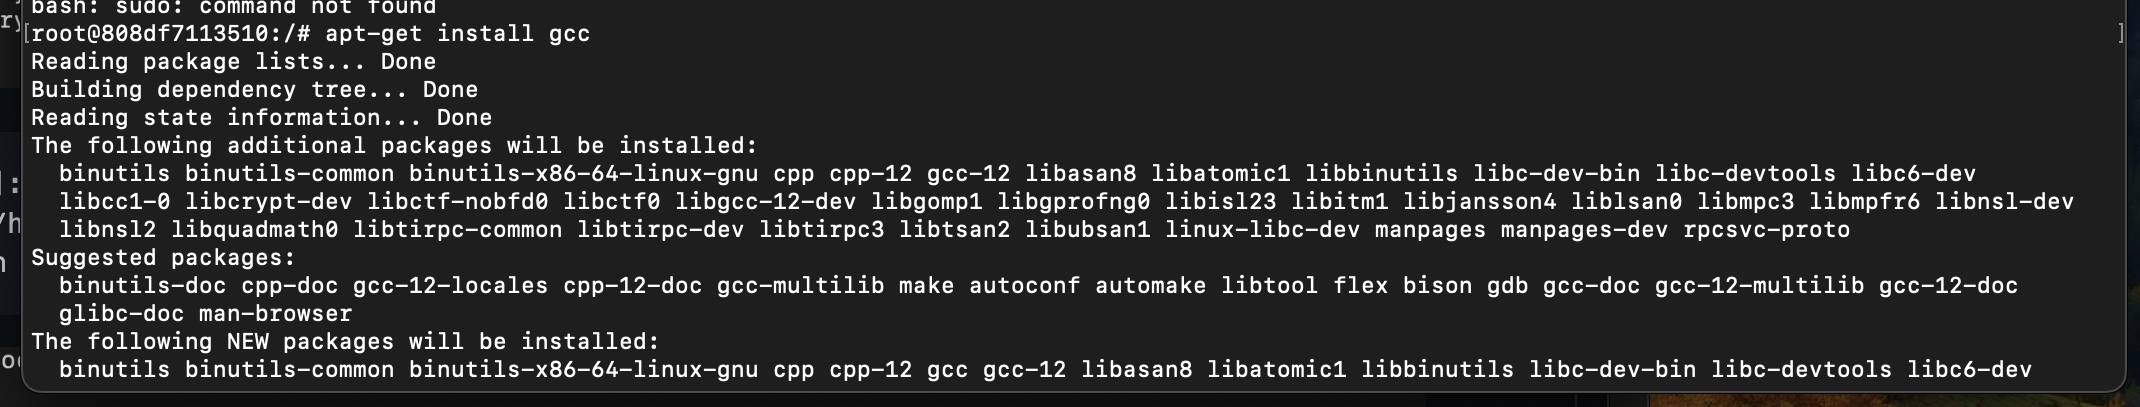 bash: sudo: command not found
[root@808df7113510:/# apt-get install gcc ]
Reading package lists... Done
Building dependency tree... Done
Reading state information... Done
The following additional packages will be installed:
  binutils binutils-common binutils-x86-64-linux-gnu cpp cpp-12 gcc-12 libasan8 libatomic1 libbinutils libc-dev-bin libc-devtools libc6-dev
  libcc1-0 libcrypt-dev libctf-nobfd0 libctf0 libgcc-12-dev libgomp1 libgprofng0 libisl23 libitm1 libjansson4 liblsan0 libmpc3 libmpfr6 libnsl-dev
  libnsl2 libquadmath0 libtirpc-common libtirpc-dev libtirpc3 libtsan2 libubsan1 linux-libc-dev manpages manpages-dev rpcsvc-proto
Suggested packages:
  binutils-doc cpp-doc gcc-12-locales cpp-12-doc gcc-multilib make autoconf automake libtool flex bison gdb gcc-doc gcc-12-multilib gcc-12-doc
  glibc-doc man-browser
The following NEW packages will be installed:
  binutils binutils-common binutils-x86-64-linux-gnu cpp cpp-12 gcc gcc-12 libasan8 libatomic1 libbinutils libc-dev-bin libc-devtools libc6-dev